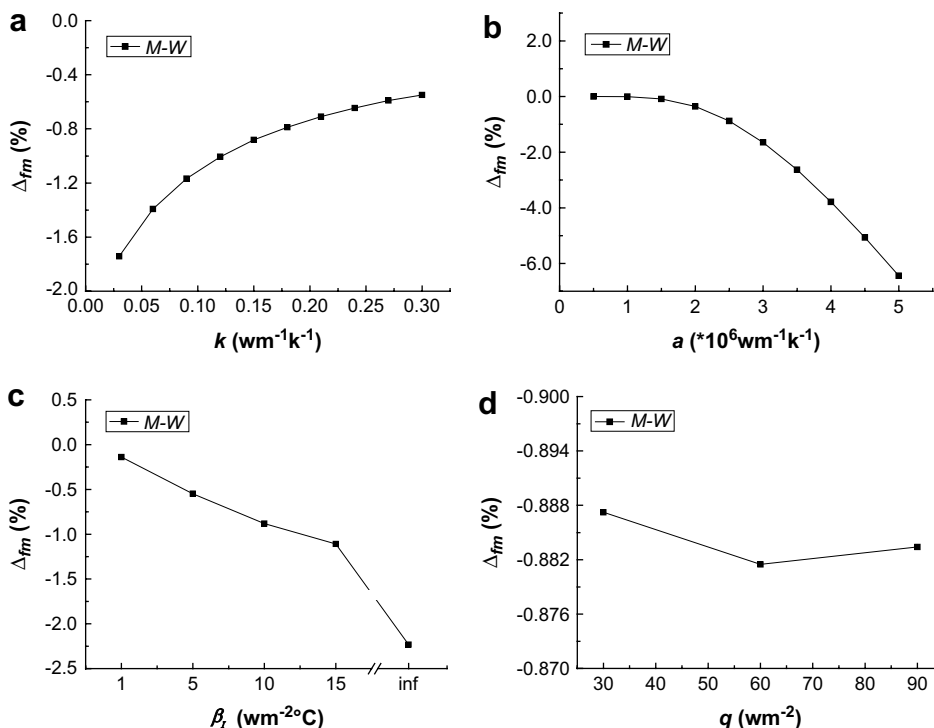 a
0.0
-0.4
-0.8
-1.2
-1.6
-2.0
Δfm (%)
M-W
0.00 0.05 0.10 0.15 0.20 0.25 0.30
k (wm-1k-1)
b
2.0
0.0
-2.0
-4.0
-6.0
Δfm (%)
M-W
0 1 2 3 4 5
a (*10^6wm-1k-1)
c
0.5
0.0
-0.5
-1.0
-1.5
-2.0
-2.5
Δfm (%)
M-W
1 5 10 15 inf
βI (wm-2°C)
d
-0.900
-0.894
-0.888
-0.882
-0.876
-0.870
Δfm (%)
M-W
30 40 50 60 70 80 90
q (wm-2)